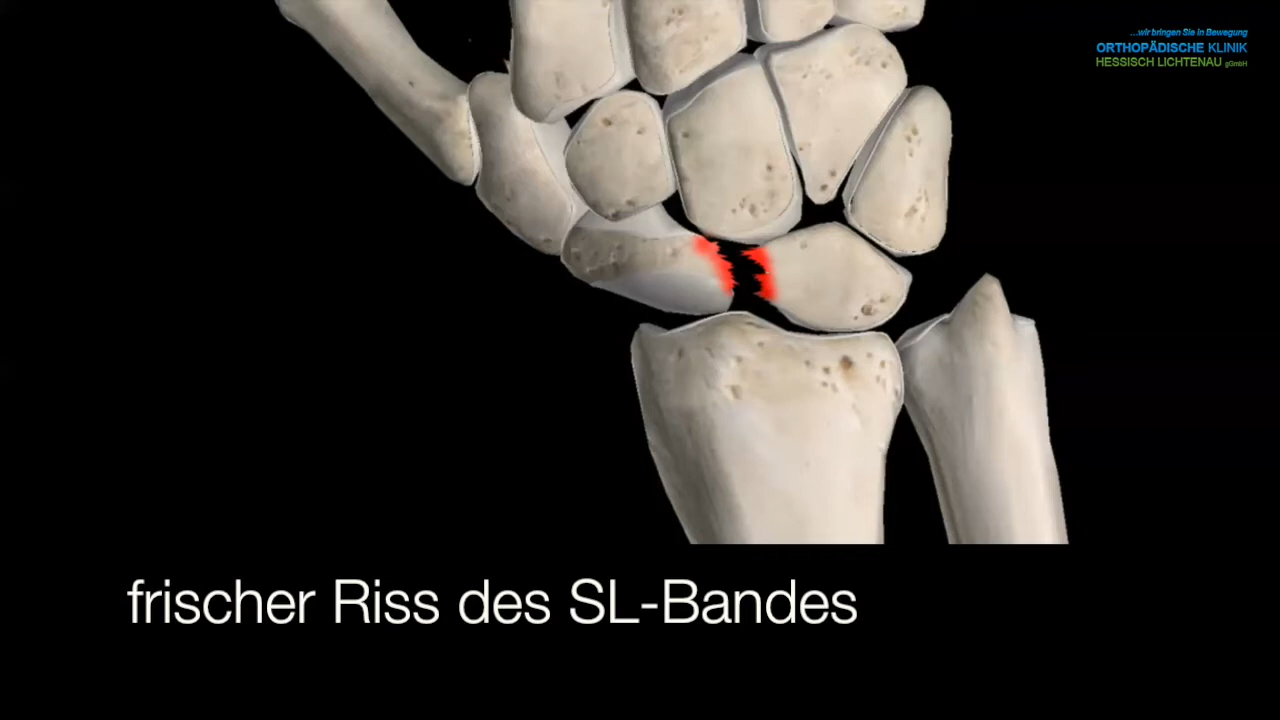 ...wir bringen Sie in Bewegung
ORTHOPÄDISCHE KLINIK
HESSISCH LICHTENAU gGmbH
frischer Riss des SL-Bandes